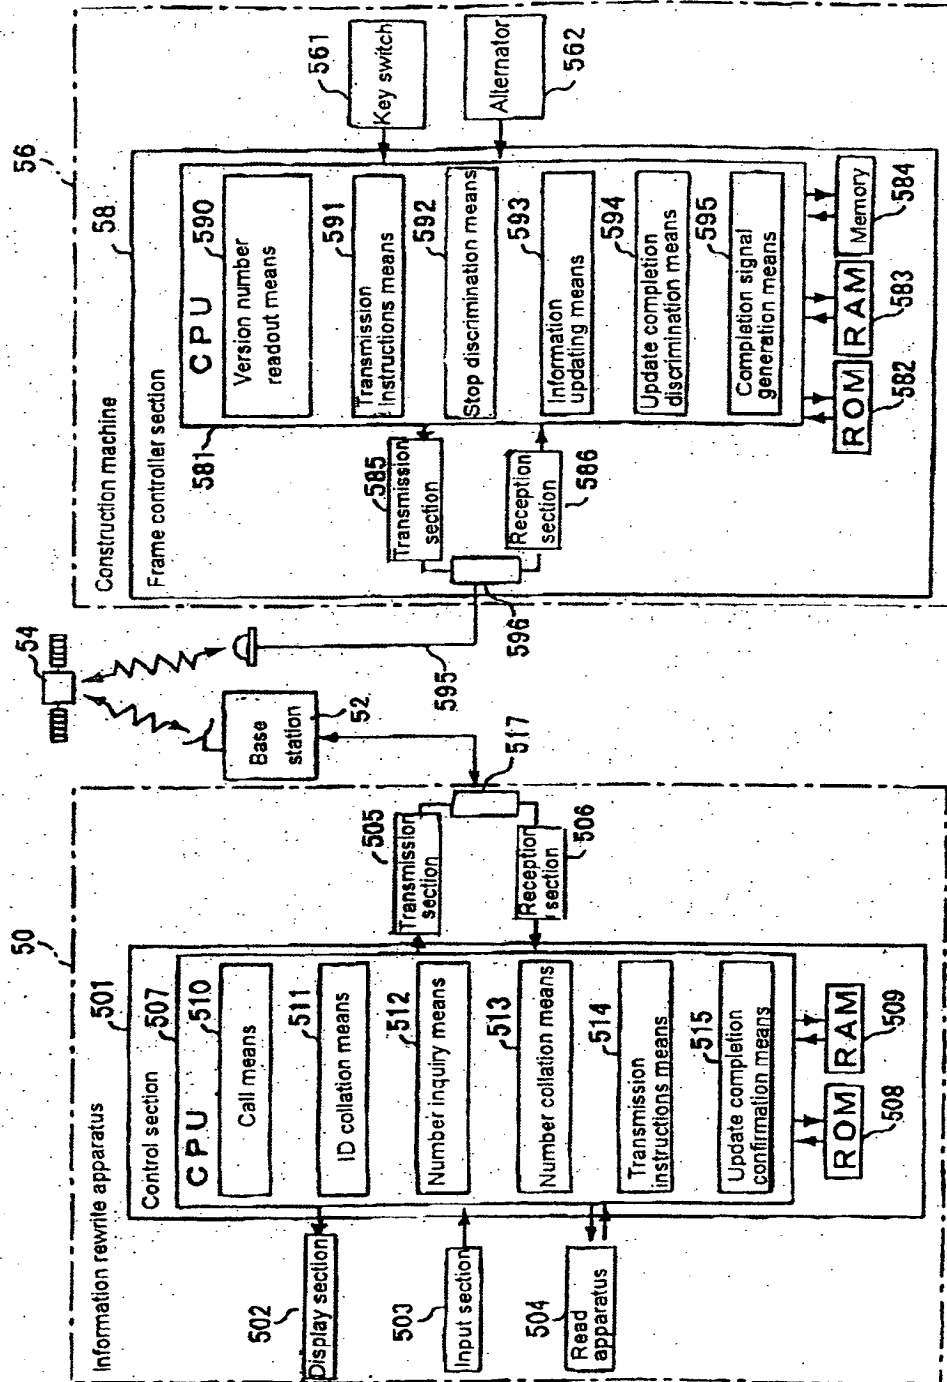 50
Information rewrite apparatus
501
Control section
507
CPU
510
Call means
511
ID collation means
512
Number inquiry means
513
Number collation means
514
Transmission
instructions means
515
Update completion
confirmation means
ROM
508
RAM
509
502
Display section
503
Input section
504
Read
apparatus
505
Transmission
section
506
Reception
section
517
Base
station
52
54
595
56
Construction machine
58
Frame controller section
581
CPU
590
Version number
readout means
591
Transmission
instructions means
592
Stop discrimination means
593
Information
updating means
594
Update completion
discrimination means
595
Completion signal
generation means
585
Transmission
section
586
Reception
section
596
ROM
582
RAM
583
Memory
584
561
Key switch
Alternator
562